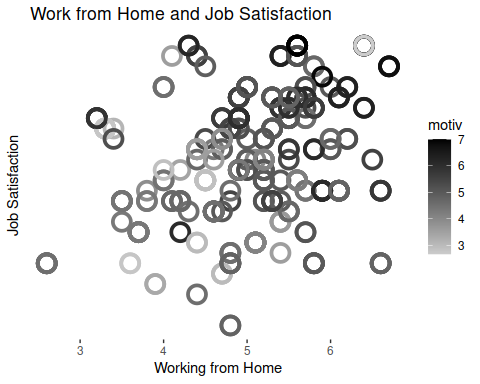 Work from Home and Job Satisfaction
Job Satisfaction
motiv
7
6
5
4
3
3 4 5 6
Working from Home